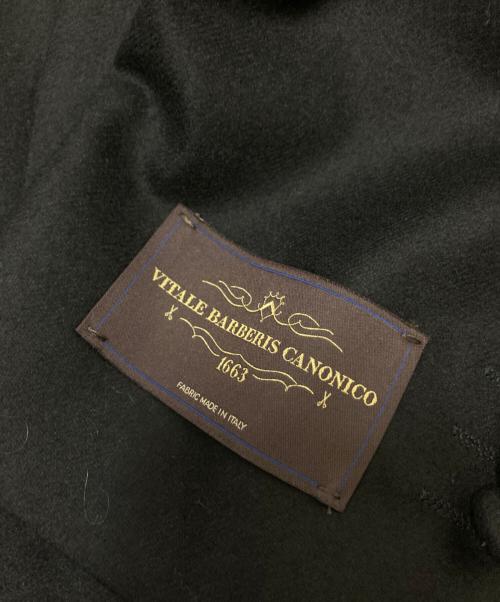 VITALE BARBERIS CANONICO
1663
FABRIC MADE IN ITALY